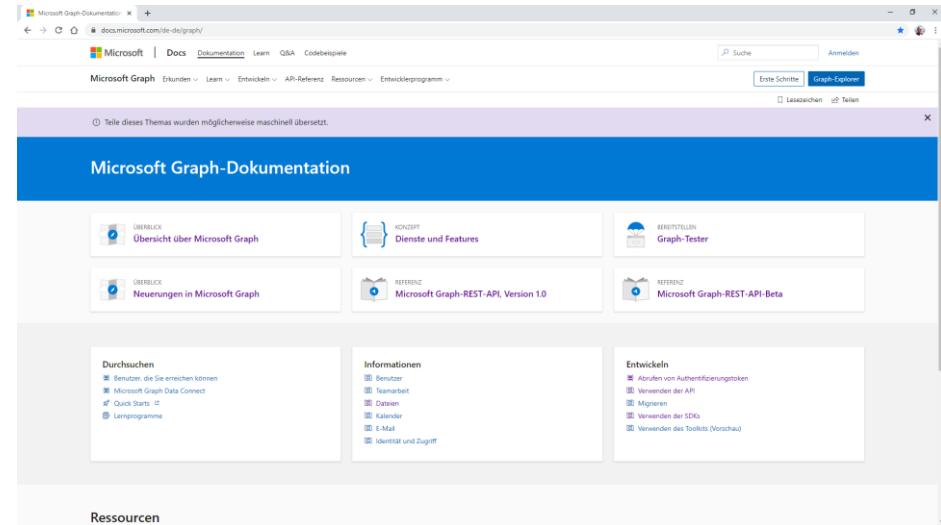 Microsoft Graph-Dokumentation
docs.microsoft.com/de-de/graph/
Microsoft Docs Dokumentation Learn Q&A Codebeispiele Suche Anmelden
Microsoft Graph Erkunden Learn Entwickeln API-Referenz Ressourcen Entwicklerprogramm Erste Schritte Graph-Explorer
Lesezeichen Teilen
Teile dieses Themas wurden möglicherweise maschinell übersetzt.
Microsoft Graph-Dokumentation
ÜBERBLICK
Übersicht über Microsoft Graph
KONZEPT
Dienste und Features
BEREITSTELLEN
Graph-Tester
ÜBERBLICK
Neuerungen in Microsoft Graph
REFERENZ
Microsoft Graph-REST-API, Version 1.0
REFERENZ
Microsoft Graph-REST-API-Beta
Durchsuchen
Benutzer, die Sie erreichen können
Microsoft Graph Data Connect
Quick Starts
Lernprogramme
Informationen
Benutzer
Teamarbeit
Dateien
Kalender
E-Mail
Identität und Zugriff
Entwickeln
Abrufen von Authentifizierungstoken
Verwenden der API
Migrieren
Verwenden der SDKs
Verwenden des Toolkits (Vorschau)
Ressourcen